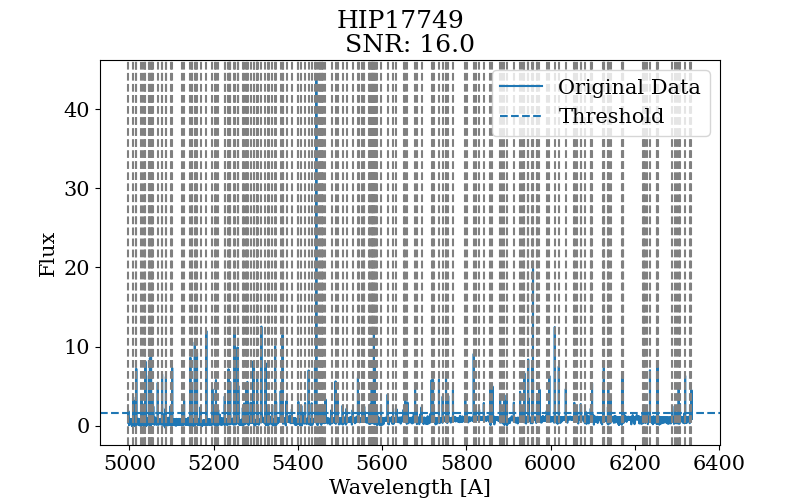 HIP17749
SNR: 16.0
Original Data
Threshold
Flux
40
30
20
10
0
5000 5200 5400 5600 5800 6000 6200 6400
Wavelength [A]